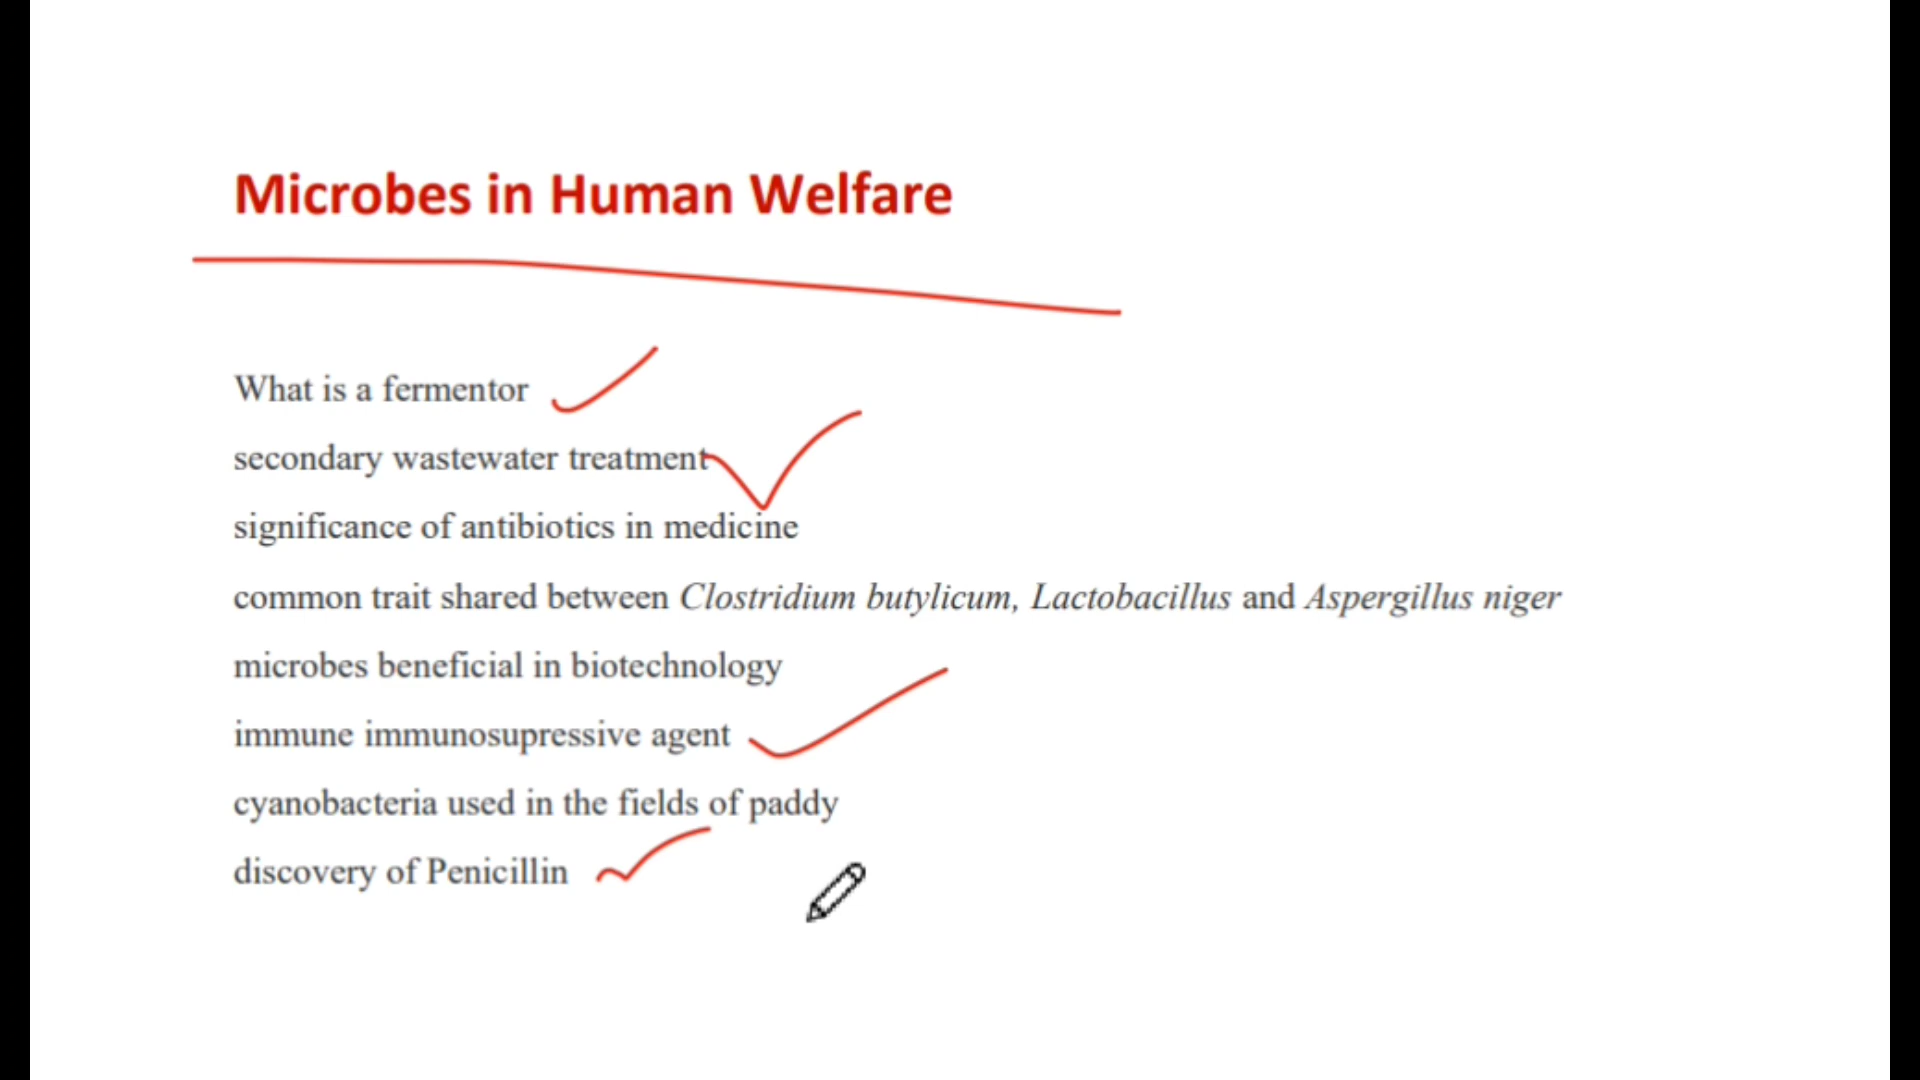 Microbes in Human Welfare
What is a fermentor
secondary wastewater treatment
significance of antibiotics in medicine
common trait shared between Clostridium butylicum, Lactobacillus and Aspergillus niger
microbes beneficial in biotechnology
immune immunosupressive agent
cyanobacteria used in the fields of paddy
discovery of Penicillin